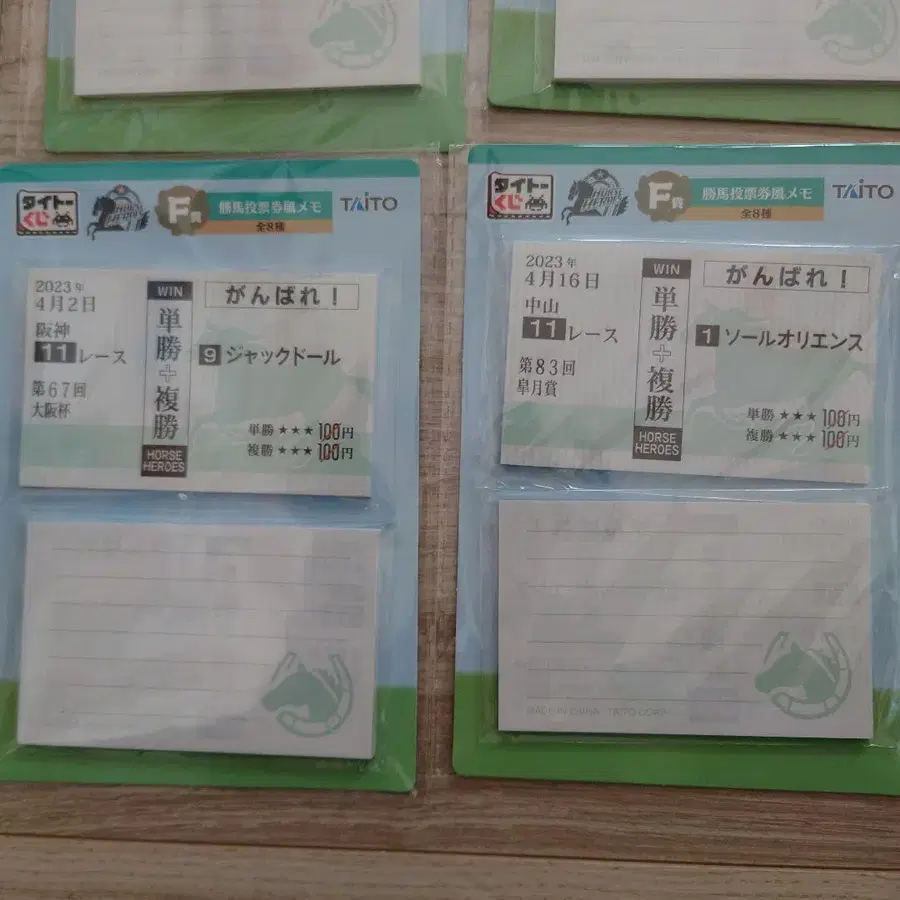 タイトーくじ
HORSE HEROES
F賞
勝馬投票券風メモ
全8種
TAITO
2023年
4月2日
阪神
11レース
第67回
大阪杯
WIN
単勝+複勝
HORSE
HEROES
がんばれ！
9 ジャックドール
単勝★★★100円
複勝★★★100円
タイトーくじ
HORSE HEROES
F賞
勝馬投票券風メモ
全8種
TAITO
2023年
4月16日
中山
11レース
第83回
皐月賞
WIN
単勝+複勝
HORSE
HEROES
がんばれ！
1 ソールオリエンス
単勝★★★100円
複勝★★★100円
MADE IN CHINA TAITO CORP.